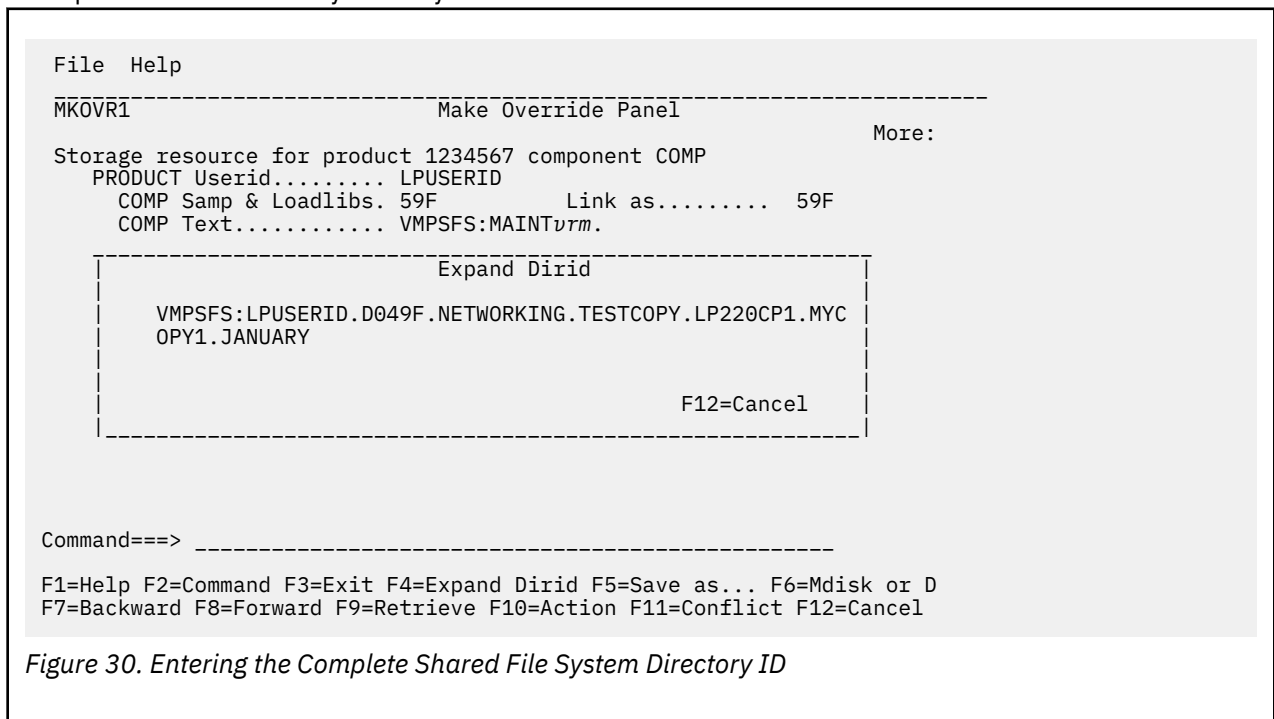 File Help
MKOVR1 Make Override Panel
More:
Storage resource for product 1234567 component COMP
PRODUCT Userid......... LPUSERID
COMP Samp & Loadlibs. 59F Link as......... 59F
COMP Text............ VMPSFS:MAINTvrm.
Expand Dirid
VMPSFS:LPUSERID.D049F.NETWORKING.TESTCOPY.LP220CP1.MYC
OPY1.JANUARY
F12=Cancel
Command===> __________________________________________________
F1=Help F2=Command F3=Exit F4=Expand Dirid F5=Save as... F6=Mdisk or D
F7=Backward F8=Forward F9=Retrieve F10=Action F11=Conflict F12=Cancel
Figure 30. Entering the Complete Shared File System Directory ID